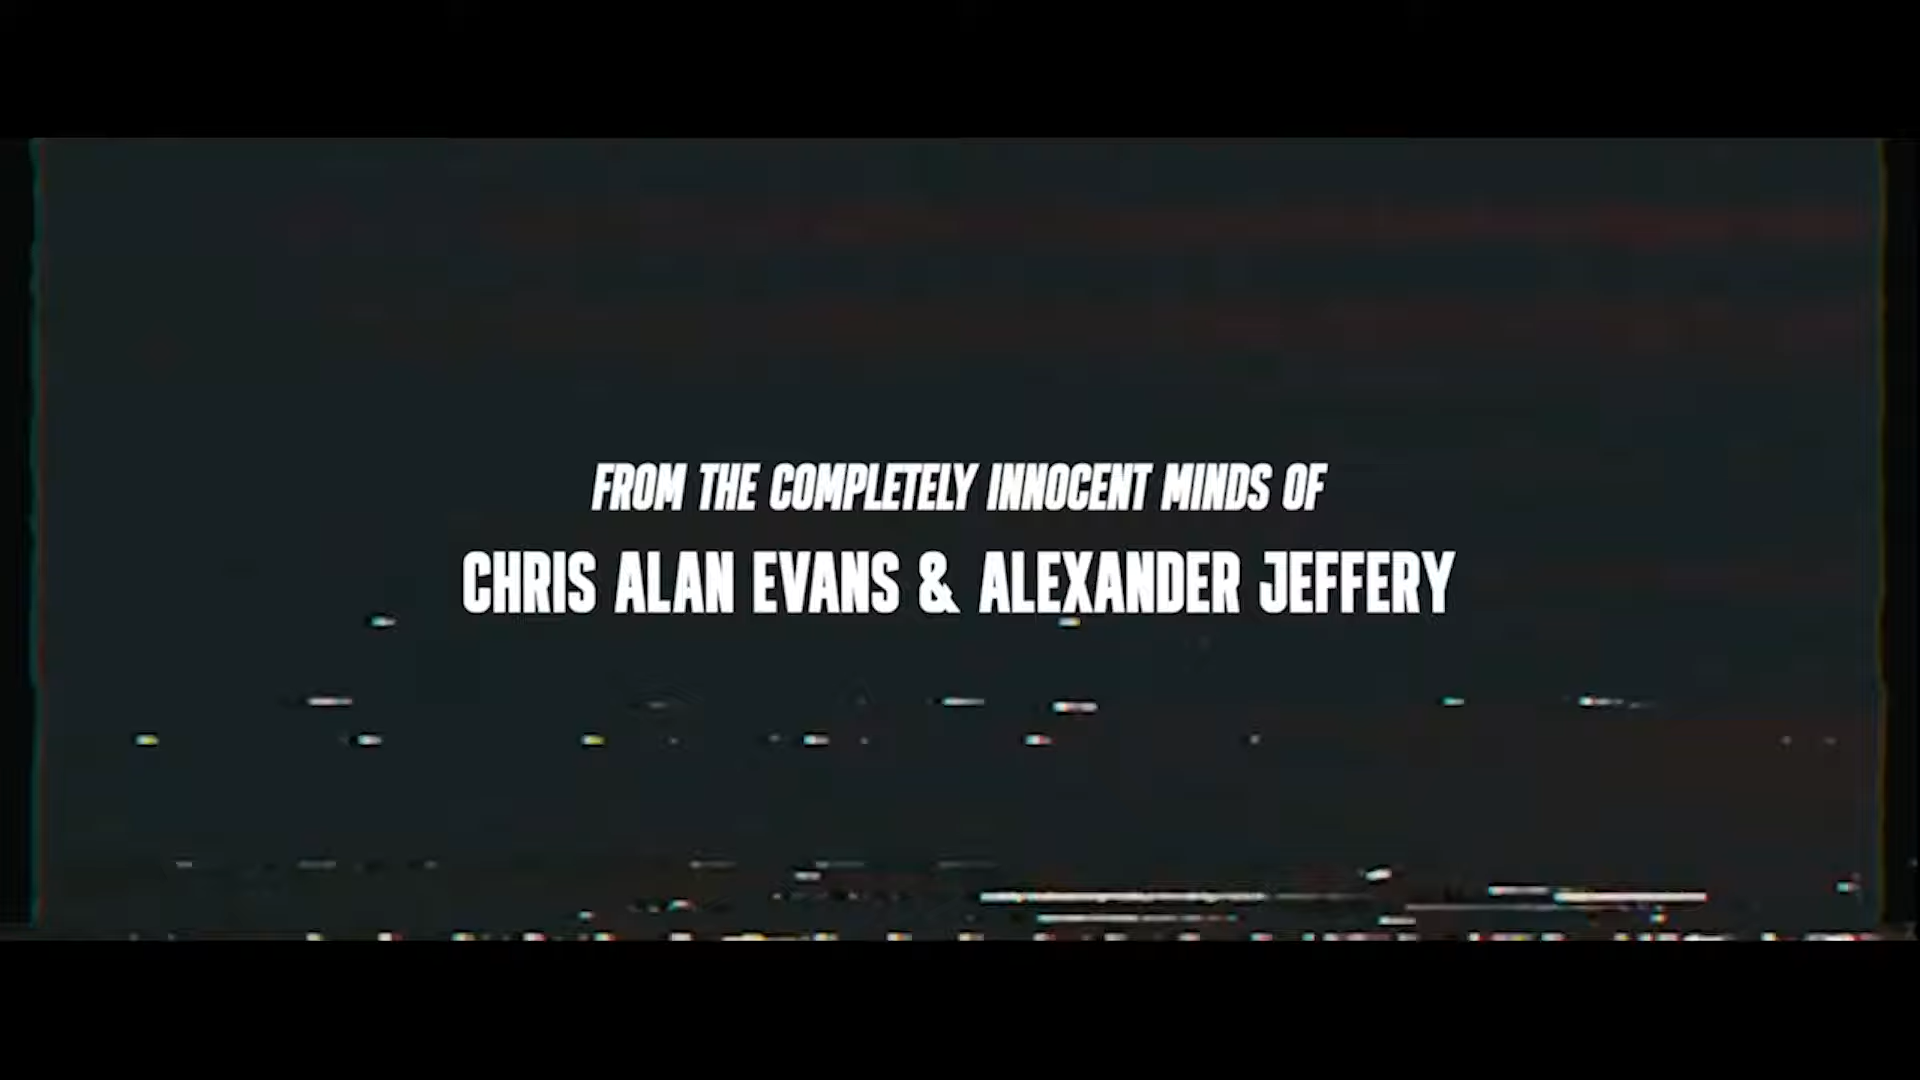 FROM THE COMPLETELY INNOCENT MINDS OF
CHRIS ALAN EVANS & ALEXANDER JEFFERY